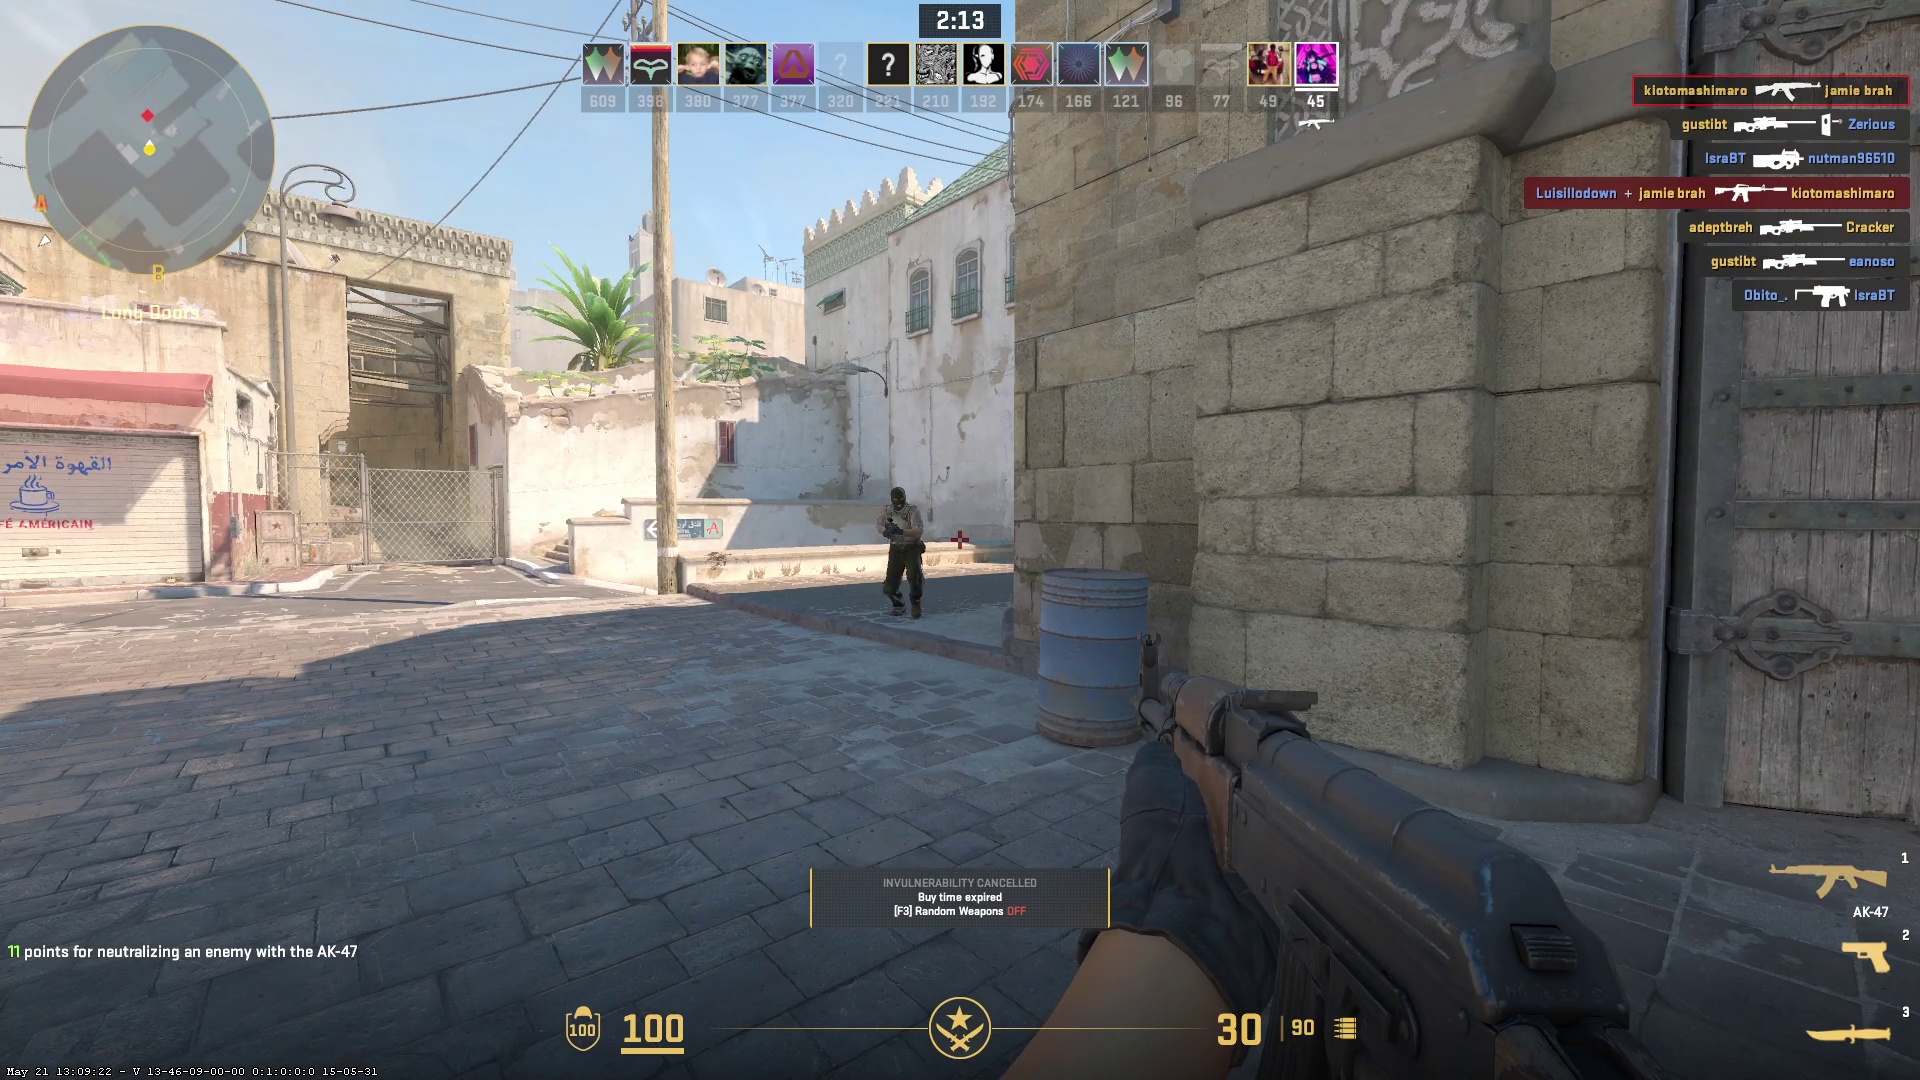 2:13
? ?
609 398 380 377 377 320 221 210 192 174 166 121 96 77 49 45
kiotomashimaro jamie brah
gustibt Zerious
IsraBT nutman96510
Luisillodown + jamie brah kiotomashimaro
adeptbreh Cracker
gustibt eanoso
Obito_. IsraBT
A
B
Long Doors
القهوة الأمر
FÉ AMÉRICAIN
A
INVULNERABILITY CANCELLED
Buy time expired
[F3] Random Weapons OFF
1
AK-47
2
3
11 points for neutralizing an enemy with the AK-47
100 100
30 | 90
May 21 13:09:22 - V 13-46-09-00-00 0:1:0:0:0:0 15-05-31